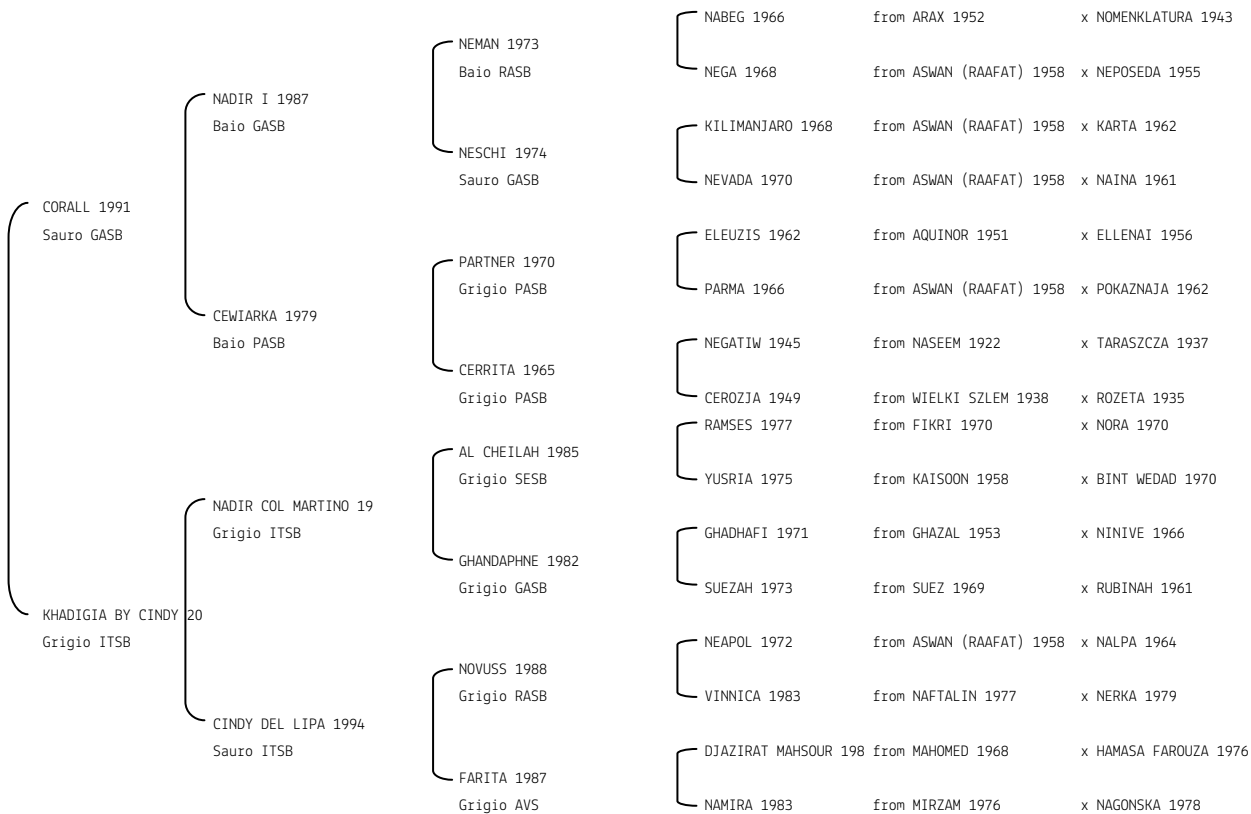 NABEG 1966 from ARAX 1952 x NOMENKLATURA 1943
NEMAN 1973
Baio RASB
NEGA 1968 from ASWAN (RAAFAT) 1958 x NEPOSEDA 1955
NADIR I 1987
Baio GASB
KILIMANJARO 1968 from ASWAN (RAAFAT) 1958 x KARTA 1962
NESCHI 1974
Sauro GASB
NEVADA 1970 from ASWAN (RAAFAT) 1958 x NAINA 1961
CORALL 1991
Sauro GASB
ELEUZIS 1962 from AQUINOR 1951 x ELLENAI 1956
PARTNER 1970
Grigio PASB
PARMA 1966 from ASWAN (RAAFAT) 1958 x POKAZNAJA 1962
CEWIARKA 1979
Baio PASB
NEGATIW 1945 from NASEEM 1922 x TARASZCZA 1937
CERRITA 1965
Grigio PASB
CEROZJA 1949 from WIELKI SZLEM 1938 x ROZETA 1935
RAMSES 1977 from FIKRI 1970 x NORA 1970
AL CHEILAH 1985
Grigio SESB
YUSRIA 1975 from KAISOON 1958 x BINT WEDAD 1970
NADIR COL MARTINO 19
Grigio ITSB
GHADHAFI 1971 from GHAZAL 1953 x NINIVE 1966
GHANDAPHNE 1982
Grigio GASB
SUEZAH 1973 from SUEZ 1969 x RUBINAH 1961
KHADIGIA BY CINDY 20
Grigio ITSB
NEAPOL 1972 from ASWAN (RAAFAT) 1958 x NALPA 1964
NOVUSS 1988
Grigio RASB
VINNICA 1983 from NAFTALIN 1977 x NERKA 1979
CINDY DEL LIPA 1994
Sauro ITSB
DJAZIRAT MAHSOUR 198 from MAHOMED 1968 x HAMASA FAROUZA 1976
FARITA 1987
Grigio AVS
NAMIRA 1983 from MIRZAM 1976 x NAGONSKA 1978